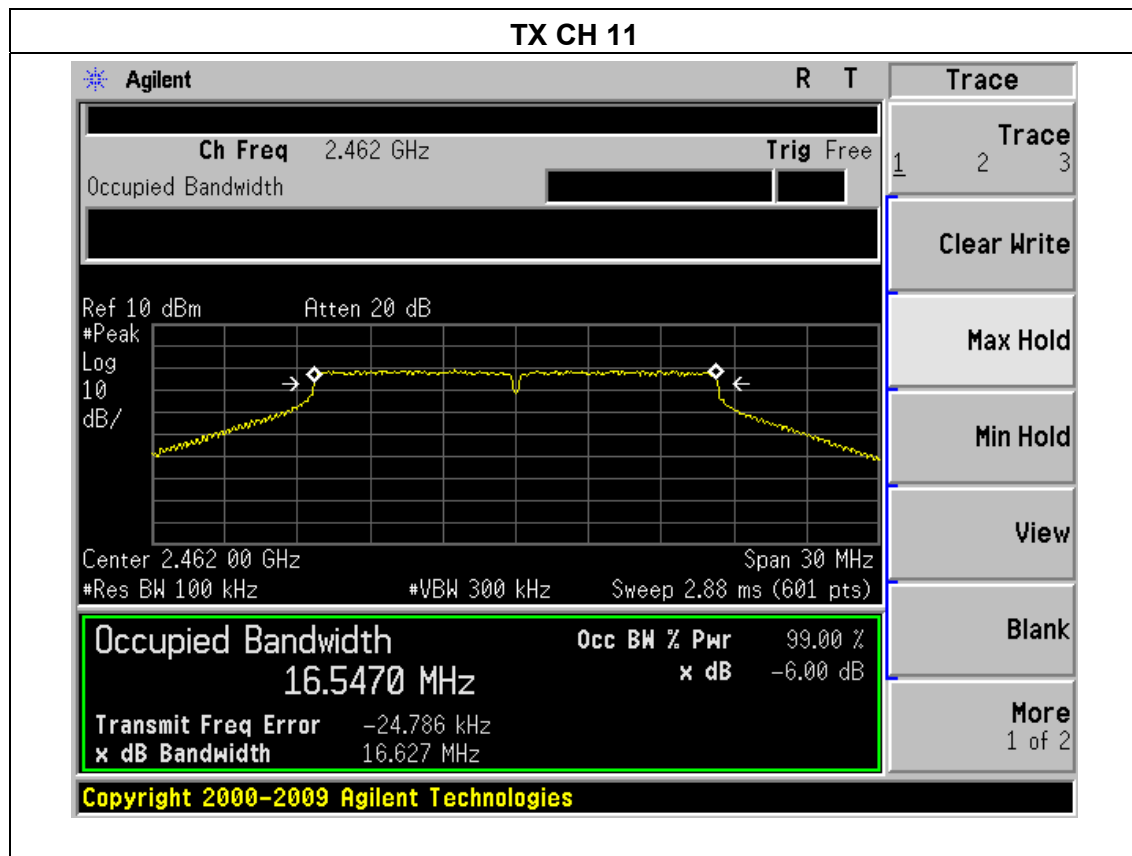 TX CH 11
Agilent R T Trace
Ch Freq 2.462 GHz Trig Free
Occupied Bandwidth
Trace
1 2 3
Clear Write
Max Hold
Min Hold
View
Blank
More
1 of 2
Ref 10 dBm Atten 20 dB
#Peak
Log
10
dB/
Center 2.462 00 GHz Span 30 MHz
#Res BW 100 kHz #VBW 300 kHz Sweep 2.88 ms (601 pts)
Occupied Bandwidth Occ BW % Pwr 99.00 %
16.5470 MHz x dB -6.00 dB
Transmit Freq Error -24.786 kHz
x dB Bandwidth 16.627 MHz
Copyright 2000-2009 Agilent Technologies